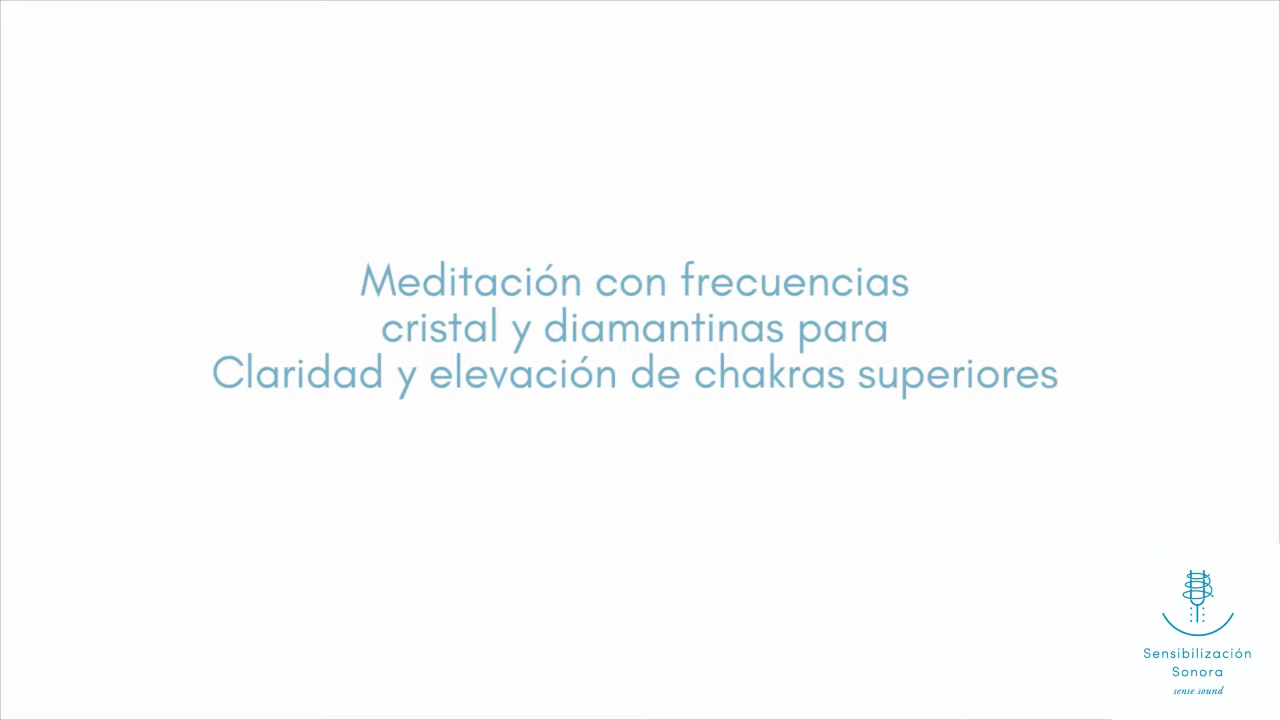 Meditación con frecuencias
cristal y diamantinas para
Claridad y elevación de chakras superiores
Sensibilización
Sonora
sense sound